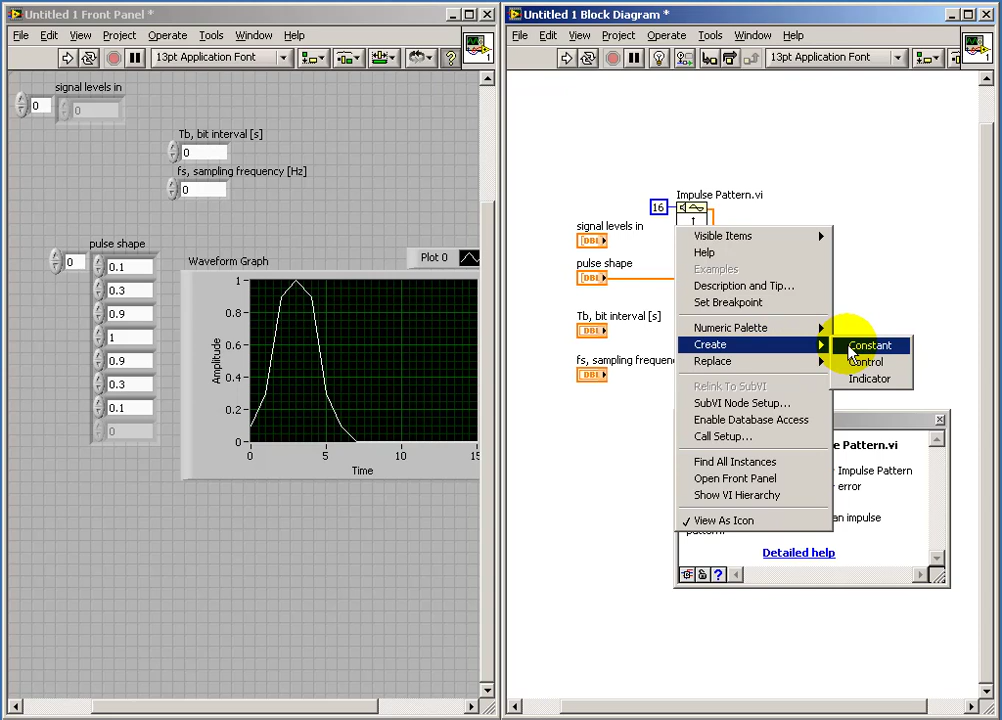 Untitled 1 Front Panel *
File Edit View Project Operate Tools Window Help
13pt Application Font
1
signal levels in
0
0
Tb, bit interval [s]
0
fs, sampling frequency [Hz]
0
pulse shape
0
0.1
0.3
0.9
1
0.9
0.3
0.1
0
Waveform Graph
Plot 0
Amplitude
1
0.8
0.6
0.4
0.2
0
0 5 10 15
Time
Untitled 1 Block Diagram *
File Edit View Project Operate Tools Window Help
13pt Application Font
1
Impulse Pattern.vi
16
signal levels in
DBL
pulse shape
DBL
Tb, bit interval [s]
DBL
fs, sampling frequenc
DBL
Visible Items
Help
Examples
Description and Tip...
Set Breakpoint
Numeric Palette
Create
Replace
Relink To SubVI
SubVI Node Setup...
Enable Database Access
Call Setup...
Find All Instances
Open Front Panel
Show VI Hierarchy
View As Icon
Constant
Control
Indicator
e Pattern.vi
Impulse Pattern
error
an impulse
Detailed help